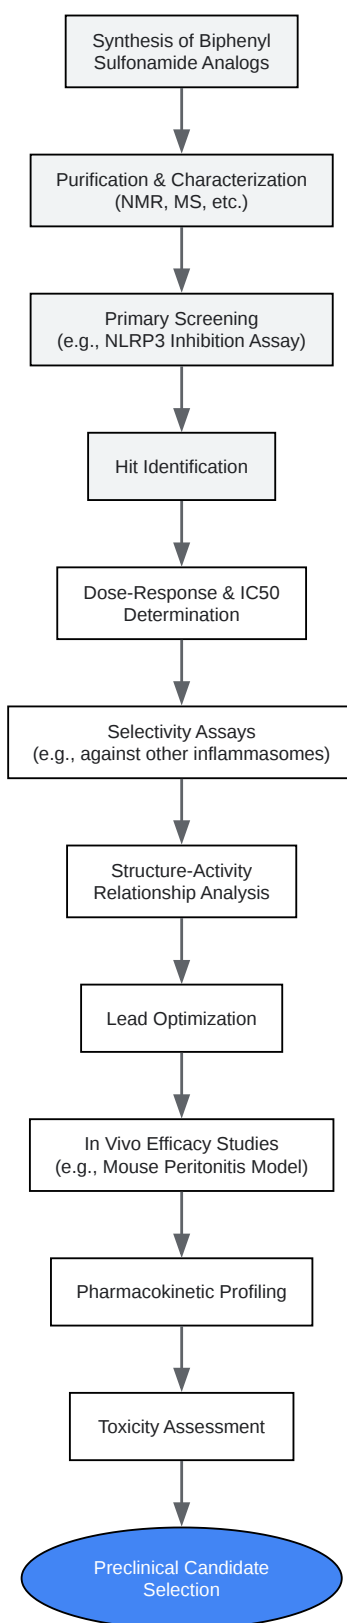 Synthesis of Biphenyl
Sulfonamide Analogs
Purification & Characterization
(NMR, MS, etc.)
Primary Screening
(e.g., NLRP3 Inhibition Assay)
Hit Identification
Dose-Response & IC50
Determination
Selectivity Assays
(e.g., against other inflammasomes)
Structure-Activity
Relationship Analysis
Lead Optimization
In Vivo Efficacy Studies
(e.g., Mouse Peritonitis Model)
Pharmacokinetic Profiling
Toxicity Assessment
Preclinical Candidate
Selection